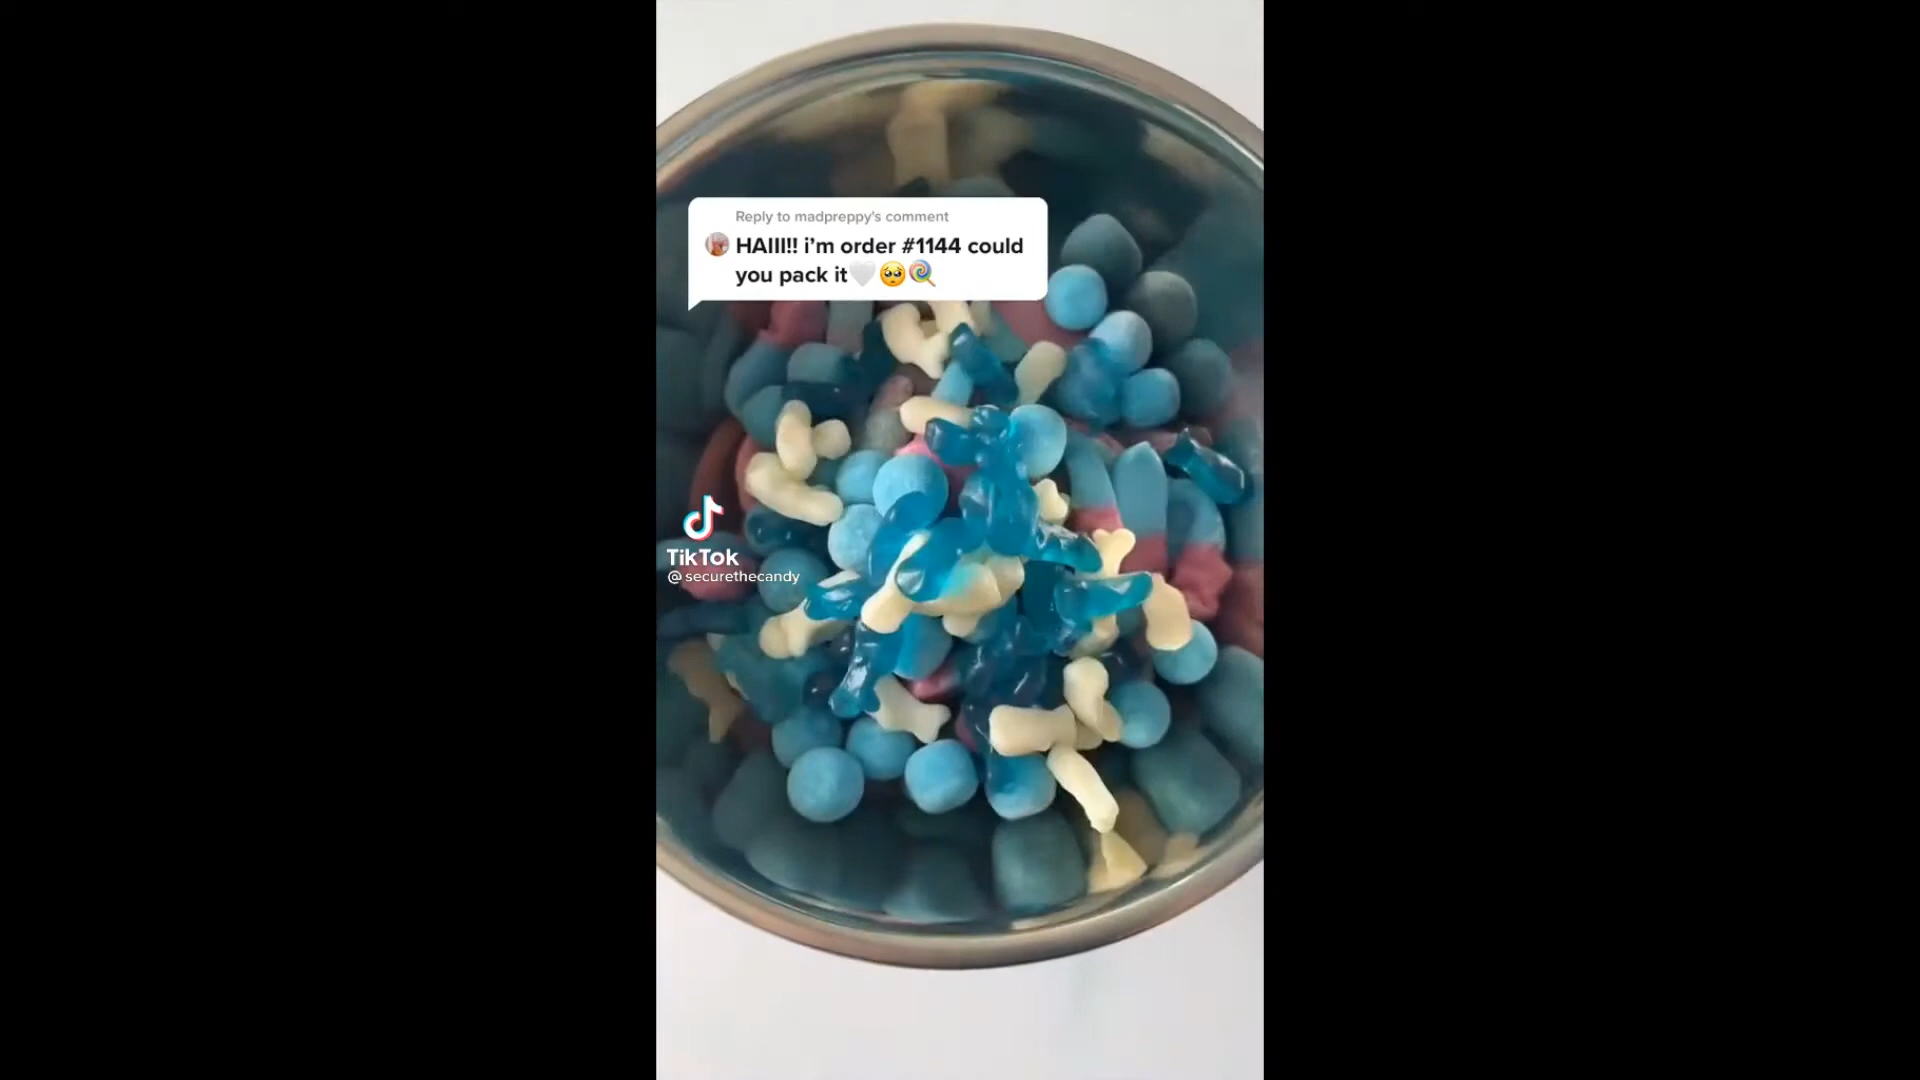 Reply to madpreppy's comment
HAIII!! i'm order #1144 could
you pack it🤍🥺🍭
TikTok
@securethecandy